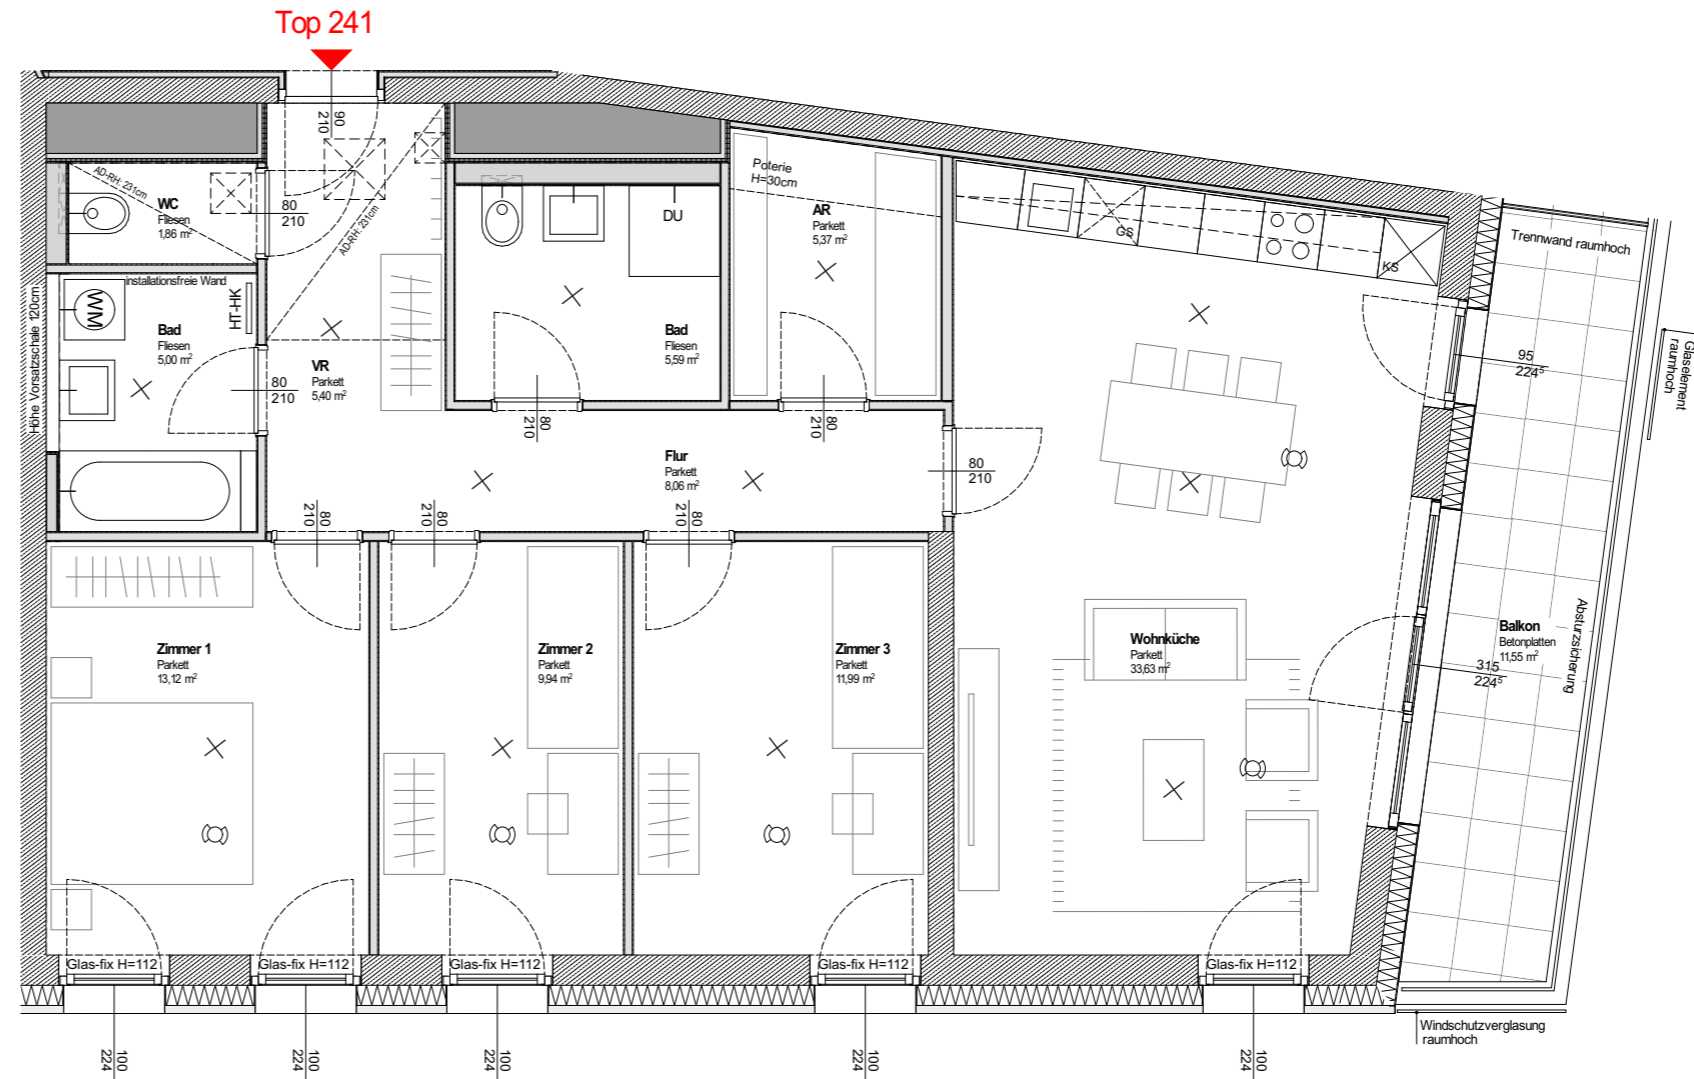 Top 241
90
210
AD-RH: 231cm
WC
Fliesen
1,86 m²
80
210
AD-RH: 231cm
DU
Poterie
H=30cm
AR
Parkett
5,37 m²
GS
KS
Trennwand raumhoch
Glaselement
raumhoch
Höhe Vorsatzschale 120cm
installationsfreie Wand
WM
HT-HK
Bad
Fliesen
5,00 m²
80
210
VR
Parkett
5,40 m²
Bad
Fliesen
5,59 m²
80
210
80
210
95
224⁵
Flur
Parkett
8,06 m²
80
210
80
210
80
210
80
210
Zimmer 1
Parkett
13,12 m²
Zimmer 2
Parkett
9,94 m²
Zimmer 3
Parkett
11,99 m²
Wohnküche
Parkett
33,63 m²
Balkon
Betonplatten
11,55 m²
315
224⁵
Absturzsicherung
Glas-fix H=112
Glas-fix H=112
Glas-fix H=112
Glas-fix H=112
Glas-fix H=112
Windschutzverglasung
raumhoch
100
224
100
224
100
224
100
224
100
224